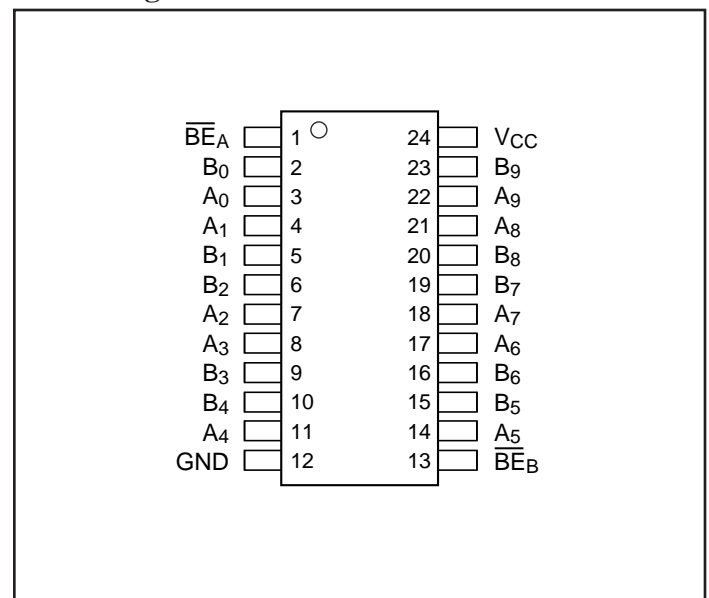 B̅E̅A 1 24 VCC
B0 2 23 B9
A0 3 22 A9
A1 4 21 A8
B1 5 20 B8
B2 6 19 B7
A2 7 18 A7
A3 8 17 A6
B3 9 16 B6
B4 10 15 B5
A4 11 14 A5
GND 12 13 B̅E̅B